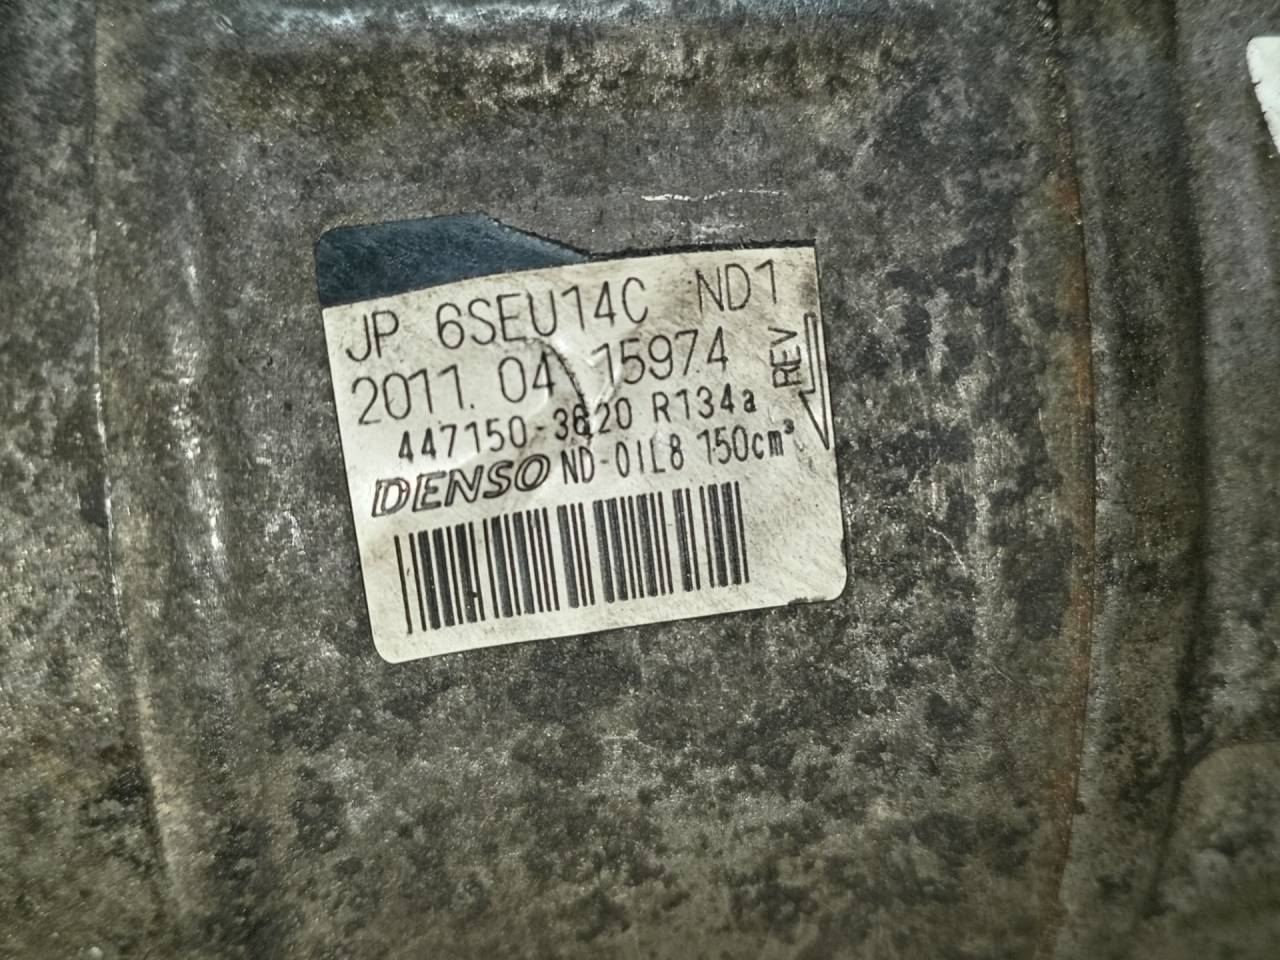 JP 6SEU14C ND1
2011. 04 15974
REV
447150-3620 R134a
DENSO ND-OIL8 150cm³